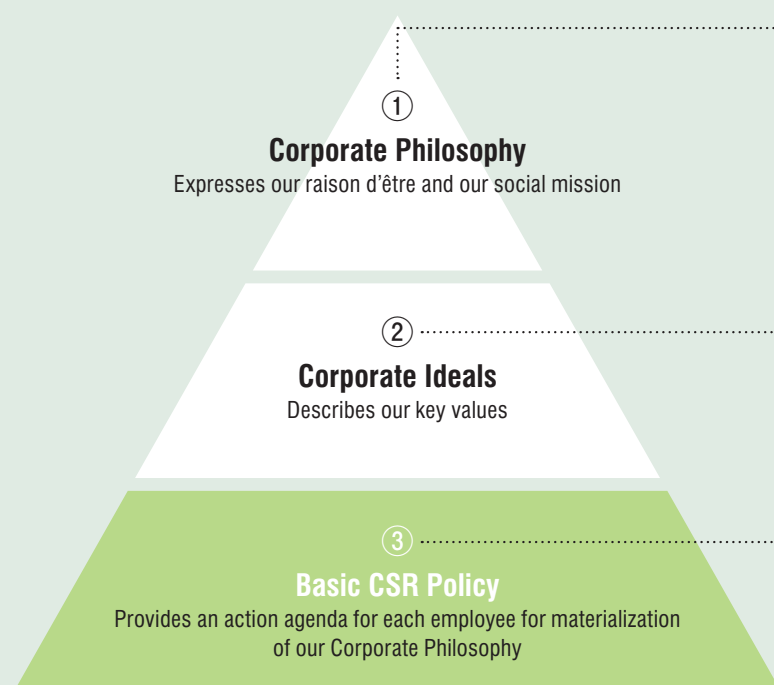 ①
Corporate Philosophy
Expresses our raison d’être and our social mission
②
Corporate Ideals
Describes our key values
③
Basic CSR Policy
Provides an action agenda for each employee for materialization
of our Corporate Philosophy